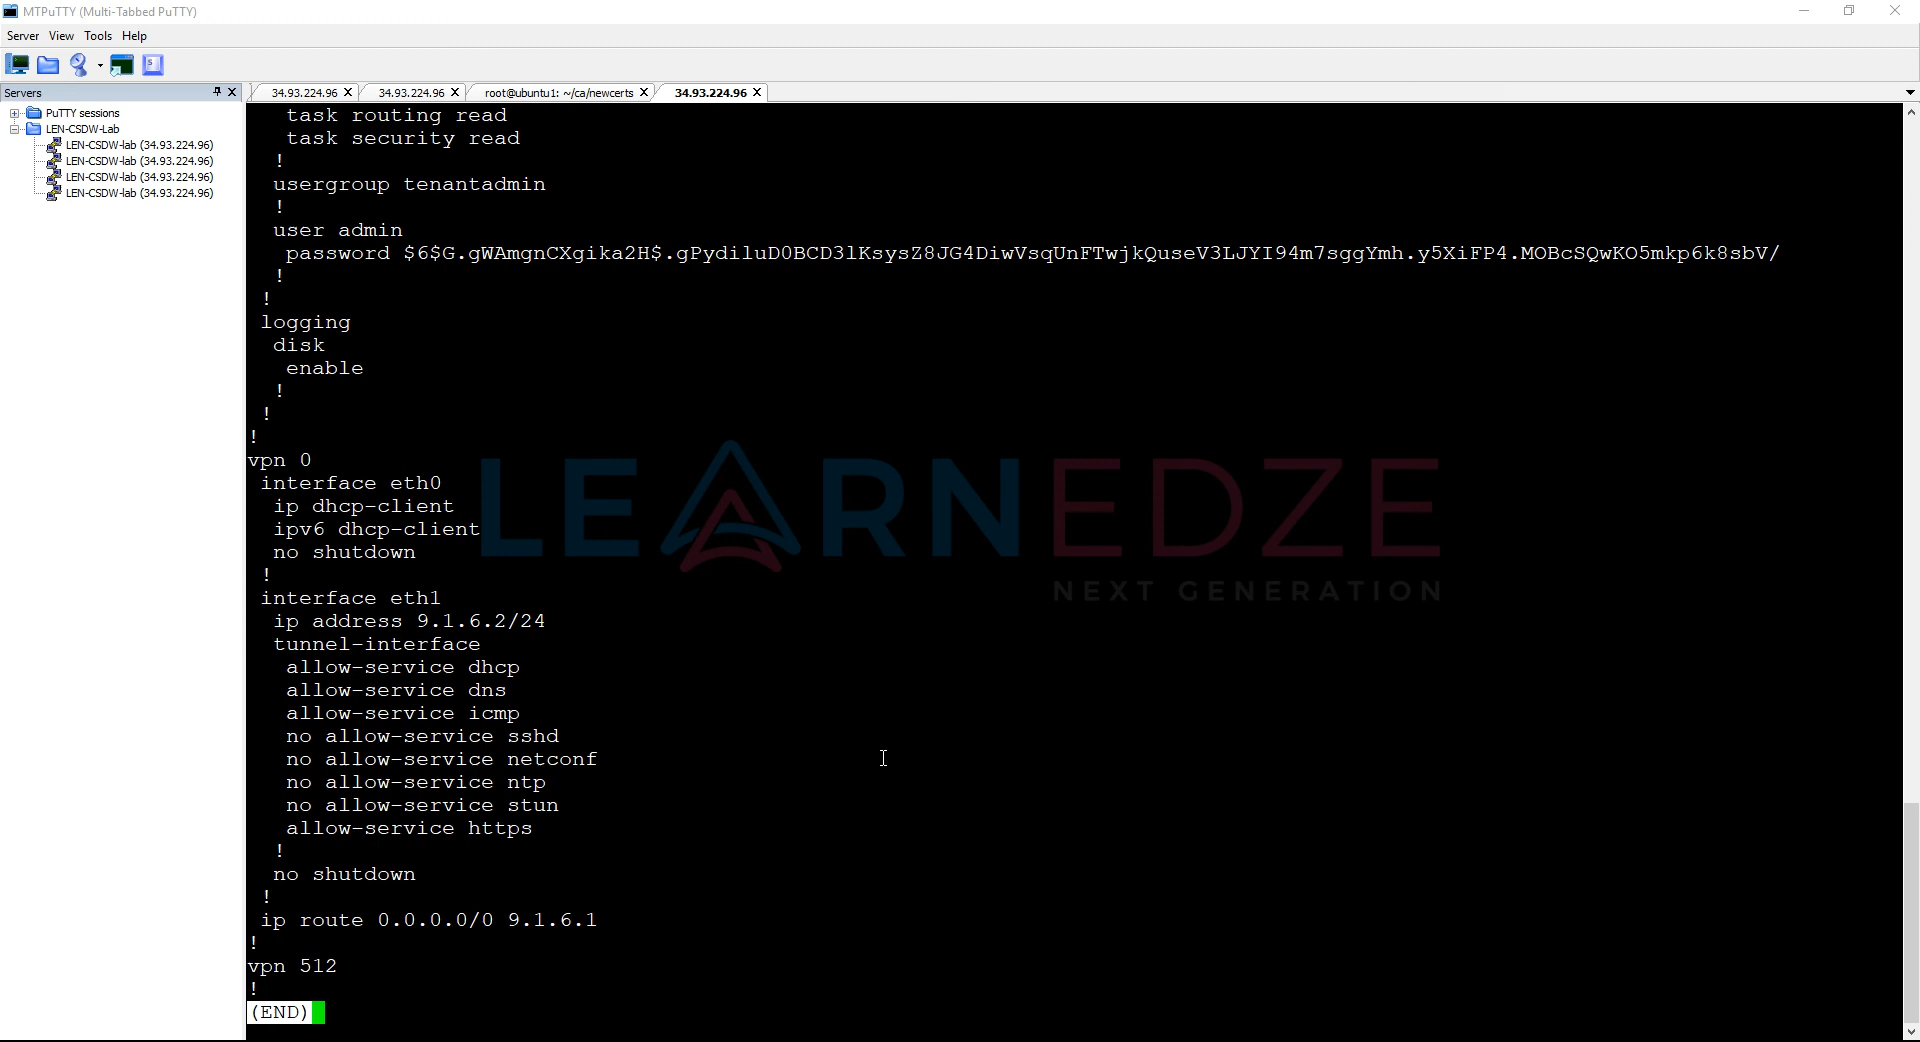 MTPuTTY (Multi-Tabbed PuTTY)
Server View Tools Help
Servers
PuTTY sessions
LEN-CSDW-Lab
LEN-CSDW-lab (34.93.224.96)
LEN-CSDW-lab (34.93.224.96)
LEN-CSDW-lab (34.93.224.96)
LEN-CSDW-lab (34.93.224.96)
34.93.224.96 34.93.224.96 root@ubuntu1: ~/ca/newcerts 34.93.224.96
task routing read
task security read
!
usergroup tenantadmin
!
user admin
password $6$G.gWAmgnCXgika2H$.gPydiluD0BCD3lKsysZ8JG4DiwVsqUnFTwjkQuseV3LJYI94m7sggYmh.y5XiFP4.MOBcSQwKO5mkp6k8sbV/
!
!
logging
disk
enable
!
!
!
vpn 0
interface eth0
ip dhcp-client
ipv6 dhcp-client
no shutdown
!
interface eth1
ip address 9.1.6.2/24
tunnel-interface
allow-service dhcp
allow-service dns
allow-service icmp
no allow-service sshd
no allow-service netconf
no allow-service ntp
no allow-service stun
allow-service https
!
no shutdown
!
ip route 0.0.0.0/0 9.1.6.1
!
vpn 512
!
(END)
LEARNEDZE
NEXT GENERATION